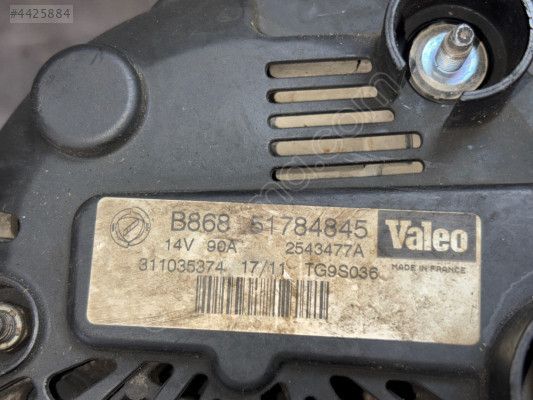 #4425884
B868 51784845
14V 90A 2543477A
311035374 17/11 TG9S036
Valeo
MADE IN FRANCE